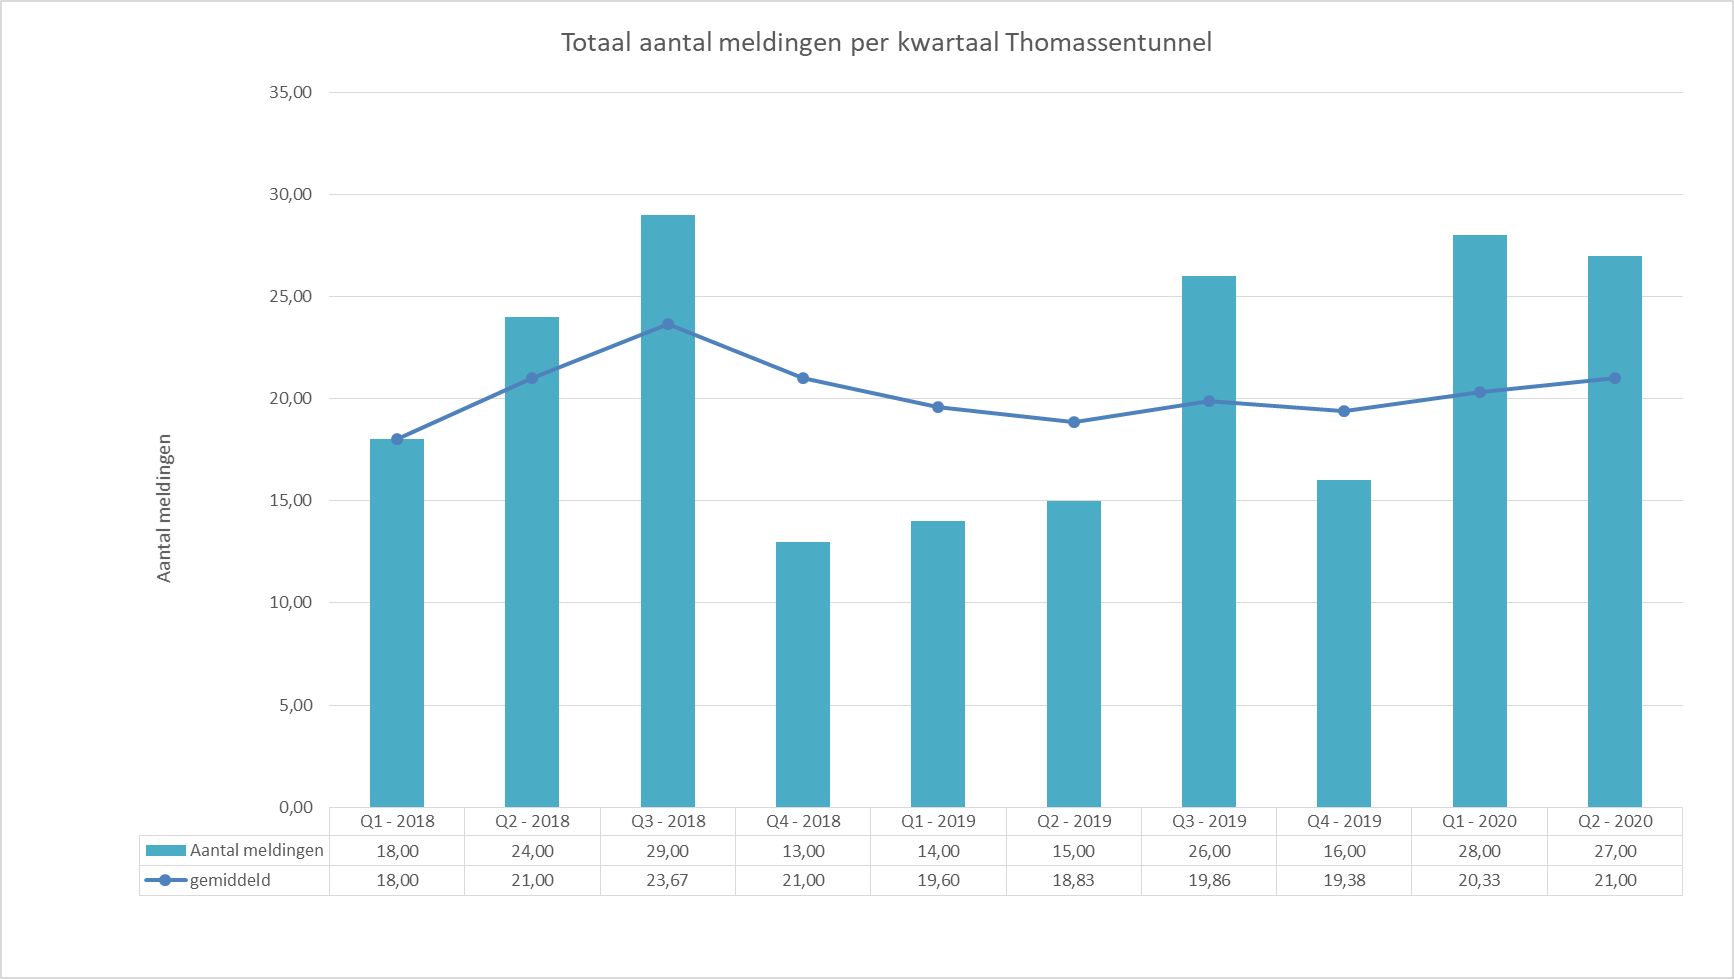 Totaal aantal meldingen per kwartaal Thomassentunnel
35,00
30,00
25,00
20,00
15,00
10,00
5,00
0,00
Aantal meldingen
Q1 - 2018 Q2 - 2018 Q3 - 2018 Q4 - 2018 Q1 - 2019 Q2 - 2019 Q3 - 2019 Q4 - 2019 Q1 - 2020 Q2 - 2020
Aantal meldingen 18,00 24,00 29,00 13,00 14,00 15,00 26,00 16,00 28,00 27,00
gemiddeld 18,00 21,00 23,67 21,00 19,60 18,83 19,86 19,38 20,33 21,00